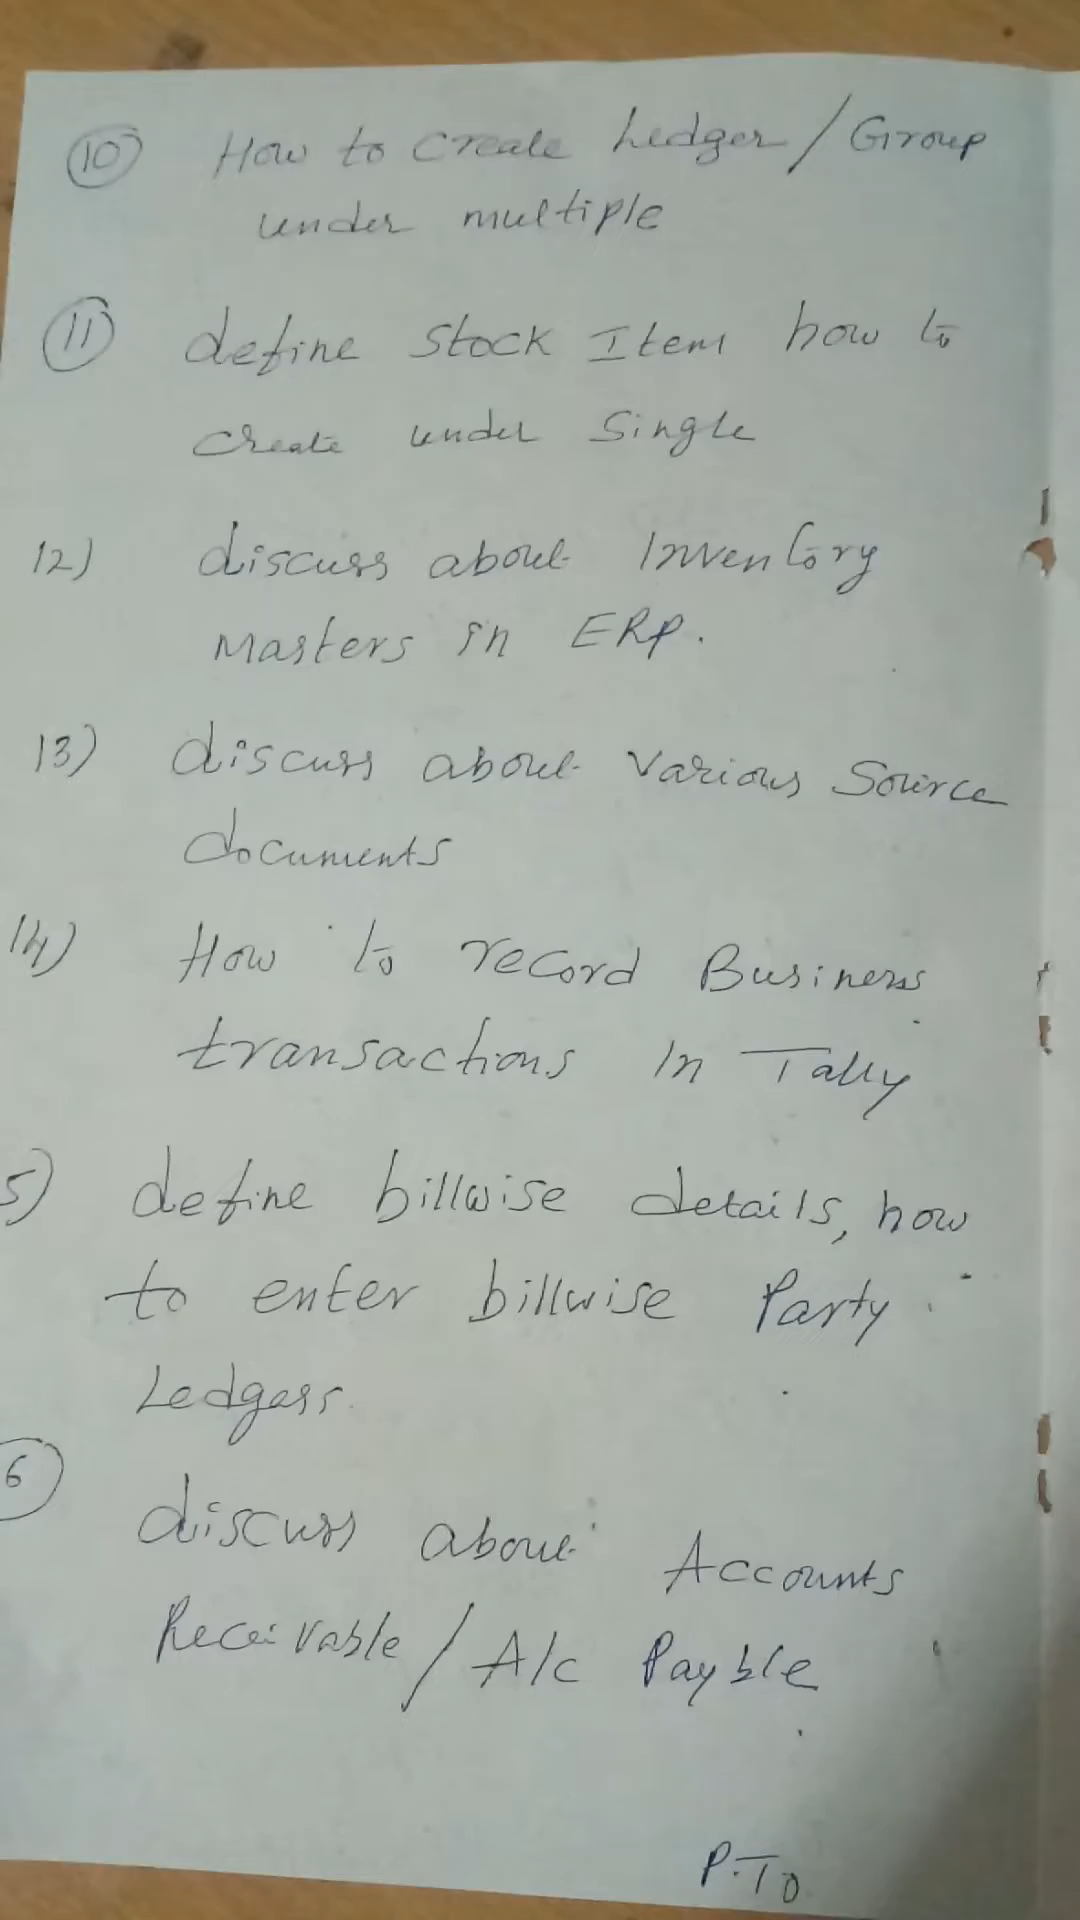 10 How to Create Ledger / Group
under multiple
11 define Stock Item how to
Create under Single
12) discuss about Inventory
Masters in ERP.
13) discuss about Various Source
documents
14) How to record Business
transactions in Tally
5) define billwise details, how
to enter billwise Party
Ledgers.
6 discuss about Accounts
Receivable / A/c Payble
P.T0